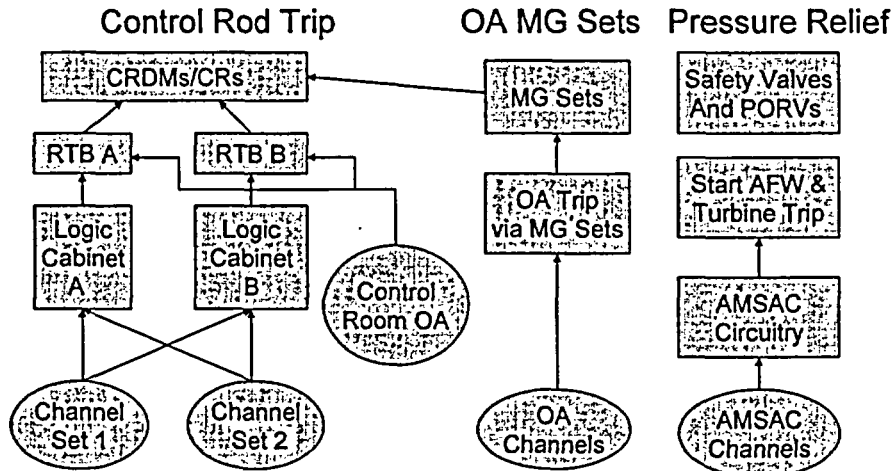 Control Rod Trip
OA MG Sets
Pressure Relief
CRDMs/CRs
MG Sets
Safety Valves
And PORVs
RTB A
RTB B
OA Trip
via MG Sets
Start AFW &
Turbine Trip
Logic
Cabinet
A
Logic
Cabinet
B
Control
Room OA
AMSAC
Circuitry
Channel
Set 1
Channel
Set 2
OA
Channels
AMSAC
Channels